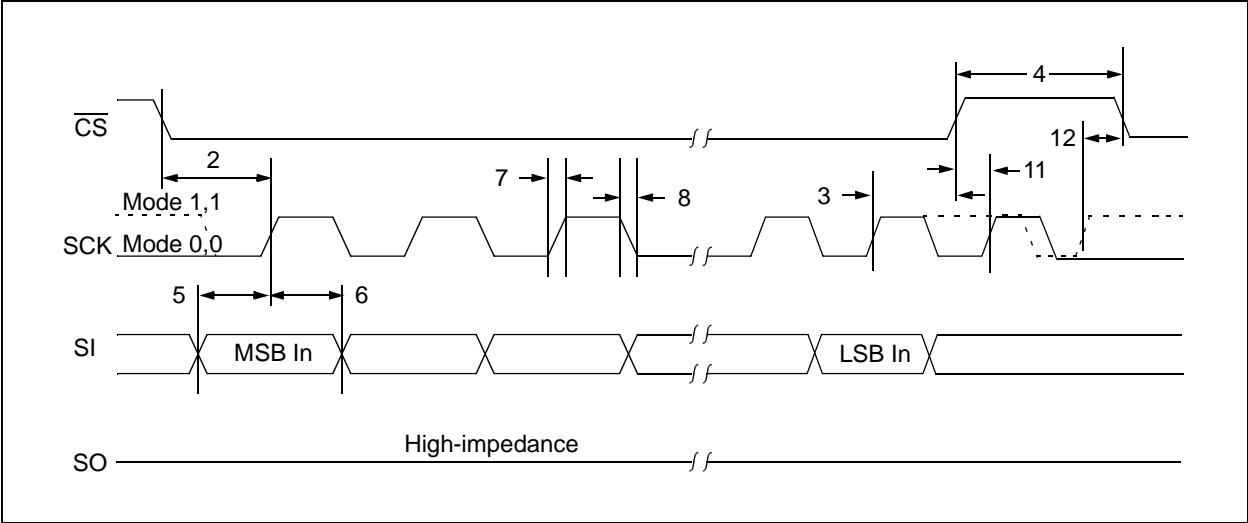 4
CS
12
2
11
7
8
3
Mode 1,1
SCK Mode 0,0
5
6
SI
MSB In
LSB In
High-impedance
SO